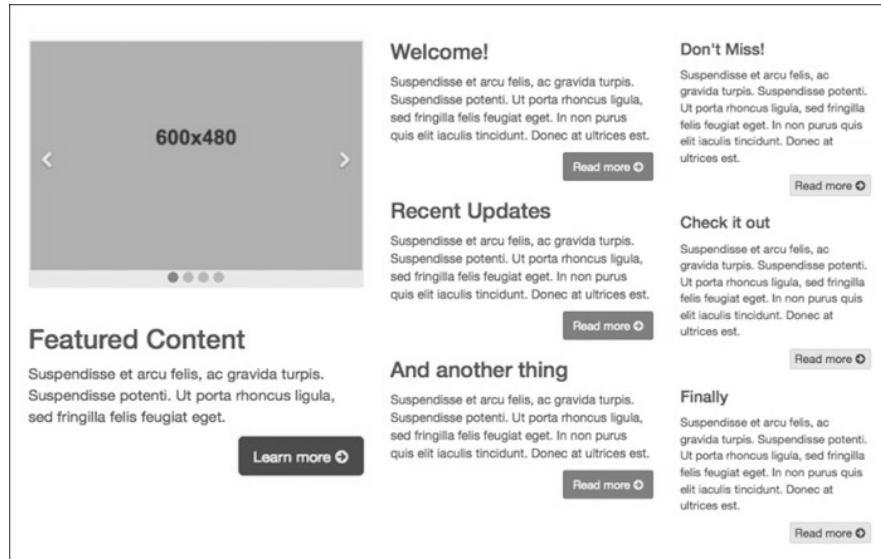 600x480
Featured Content
Suspendisse et arcu felis, ac gravida turpis.
Suspendisse potenti. Ut porta rhoncus ligula,
sed fringilla felis feugiat eget.
Learn more
Welcome!
Suspendisse et arcu felis, ac gravida turpis.
Suspendisse potenti. Ut porta rhoncus ligula,
sed fringilla felis feugiat eget. In non purus
quis elit iaculis tincidunt. Donec at ultrices est.
Read more
Recent Updates
Suspendisse et arcu felis, ac gravida turpis.
Suspendisse potenti. Ut porta rhoncus ligula,
sed fringilla felis feugiat eget. In non purus
quis elit iaculis tincidunt. Donec at ultrices est.
Read more
And another thing
Suspendisse et arcu felis, ac gravida turpis.
Suspendisse potenti. Ut porta rhoncus ligula,
sed fringilla felis feugiat eget. In non purus
quis elit iaculis tincidunt. Donec at ultrices est.
Read more
Don't Miss!
Suspendisse et arcu felis, ac
gravida turpis. Suspendisse potenti.
Ut porta rhoncus ligula, sed fringilla
felis feugiat eget. In non purus quis
elit iaculis tincidunt. Donec at
ultrices est.
Read more
Check it out
Suspendisse et arcu felis, ac
gravida turpis. Suspendisse potenti.
Ut porta rhoncus ligula, sed fringilla
felis feugiat eget. In non purus quis
elit iaculis tincidunt. Donec at
ultrices est.
Read more
Finally
Suspendisse et arcu felis, ac
gravida turpis. Suspendisse potenti.
Ut porta rhoncus ligula, sed fringilla
felis feugiat eget. In non purus quis
elit iaculis tincidunt. Donec at
ultrices est.
Read more